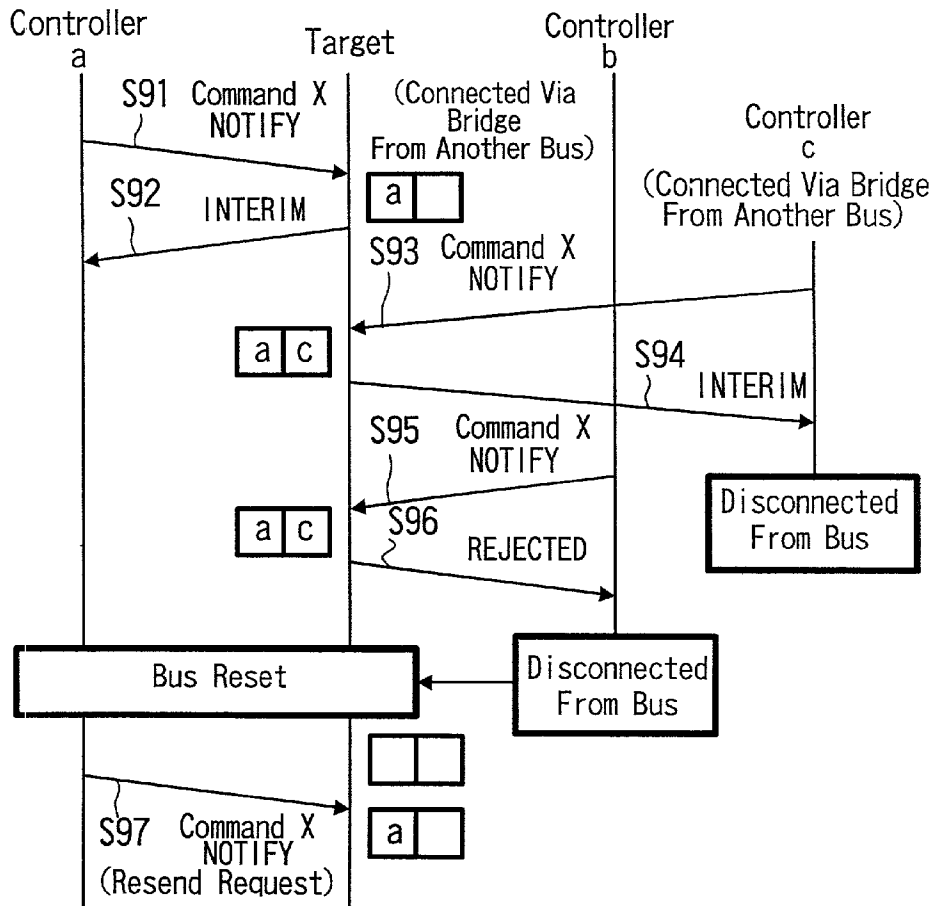 Controller
a
Target
Controller
b
S91 Command X
NOTIFY
(Connected Via
Bridge
From Another Bus)
Controller
c
(Connected Via Bridge
From Another Bus)
a
S92 INTERIM
S93 Command X
NOTIFY
a c
S94
INTERIM
S95 Command X
NOTIFY
Disconnected
From Bus
a c
S96
REJECTED
Bus Reset
Disconnected
From Bus
a
S97 Command X
NOTIFY
(Resend Request)